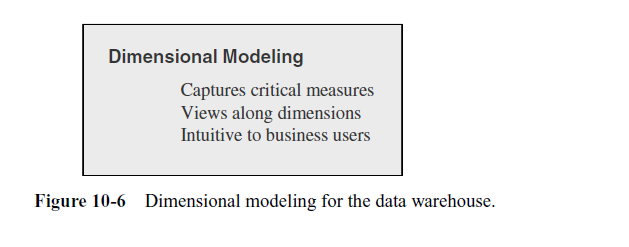 Dimensional Modeling
Captures critical measures
Views along dimensions
Intuitive to business users
Figure 10-6 Dimensional modeling for the data warehouse.